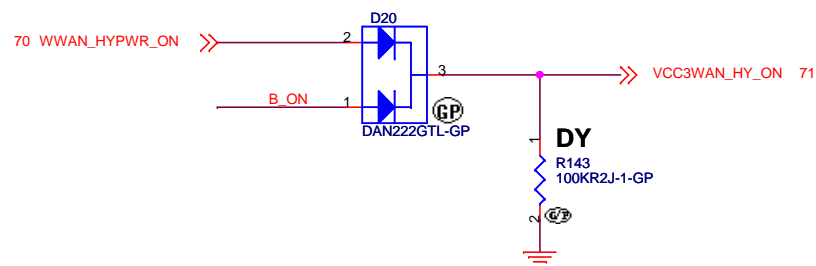 D20
70 WWAN_HYPWR_ON
2
3
VCC3WAN_HY_ON 71
B_ON
1
GP
DAN222GTL-GP
1
DY
R143
100KR2J-1-GP
2
G/P